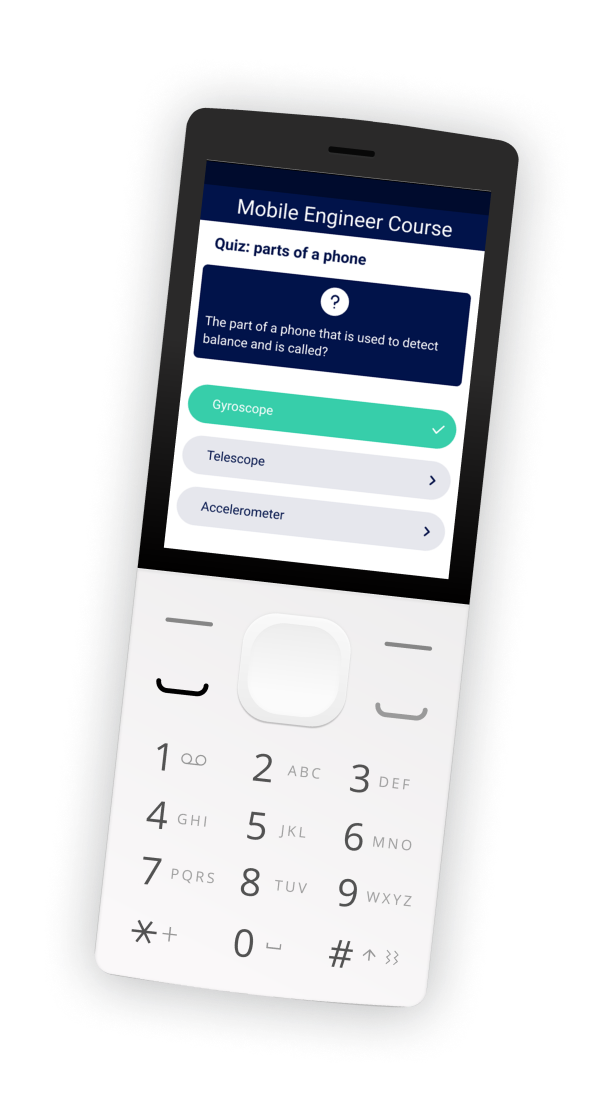 Mobile Engineer Course
Quiz: parts of a phone
?
The part of a phone that is used to detect
balance and is called?
Gyroscope
Telescope
Accelerometer
1
2 ABC
3 DEF
4 GHI
5 JKL
6 MNO
7 PQRS
8 TUV
9 WXYZ
* +
0
#